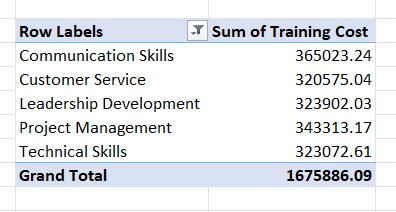 Row Labels Sum of Training Cost
Communication Skills 365023.24
Customer Service 320575.04
Leadership Development 323902.03
Project Management 343313.17
Technical Skills 323072.61
Grand Total 1675886.09